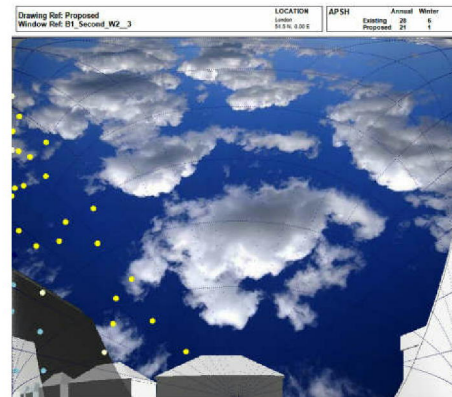 Drawing Ref: Proposed
Window Ref: B1_Second_W2__3
LOCATION
London
51.5 N, 0.00 E
APSH Annual Winter
Existing 28 6
Proposed 21 1